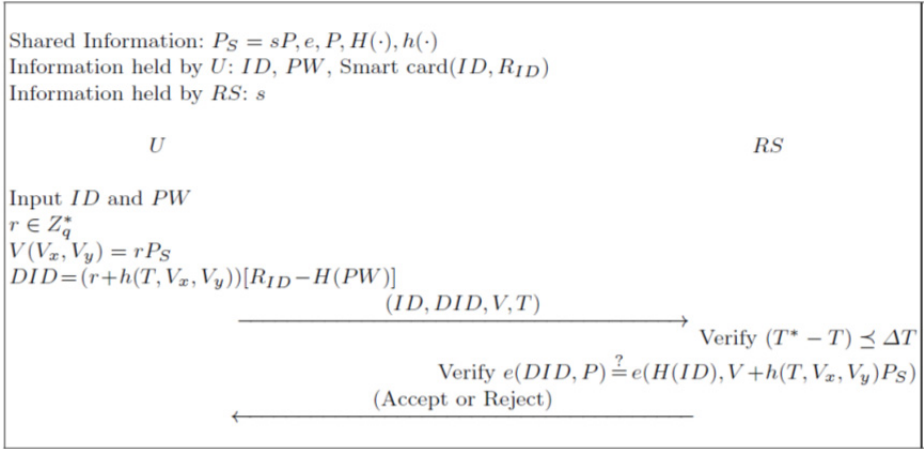 Shared Information: P_S = sP, e, P, H(·), h(·)
Information held by U: ID, PW, Smart card(ID, R_ID)
Information held by RS: s
U RS
Input ID and PW
r ∈ Z_q^*
V(V_x, V_y) = rP_S
DID=(r+h(T, V_x, V_y))[R_ID−H(PW)]
(ID, DID, V, T)
Verify (T* − T) ⪯ ΔT
Verify e(DID, P) ≟ e(H(ID), V+h(T, V_x, V_y)P_S)
(Accept or Reject)